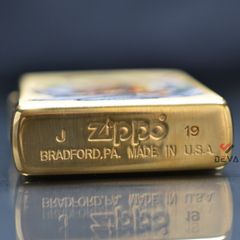 J Zippo 19
BRADFORD,PA. MADE IN U.S.A.
DEVA